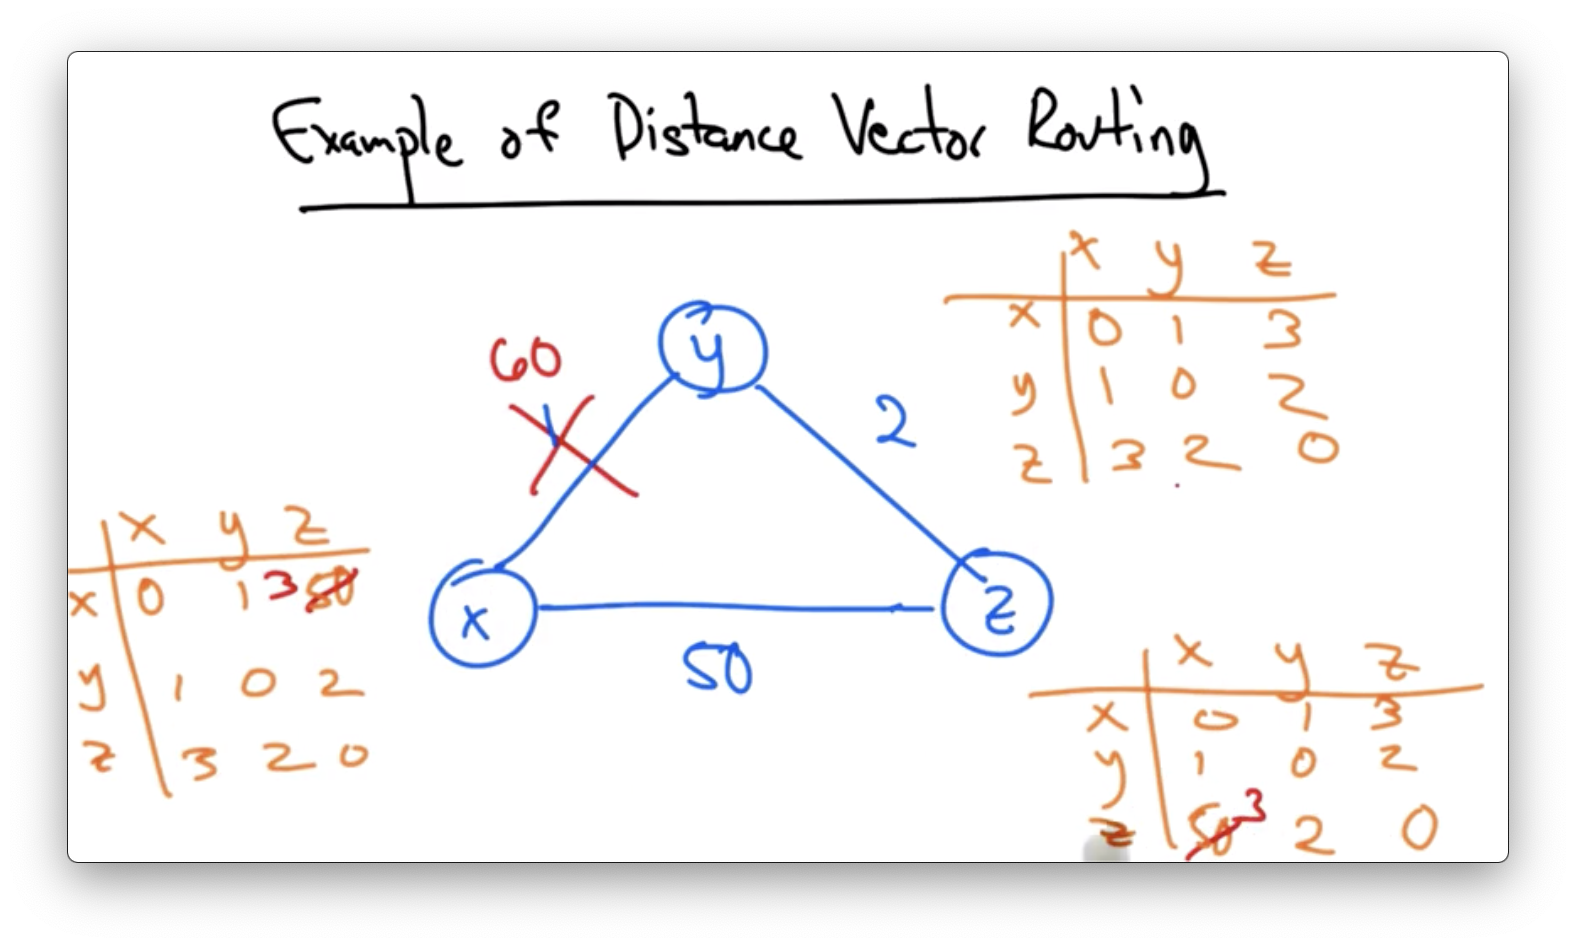 Example of Distance Vector Routing
x y z
x 0 1 3
y 1 0 2
z 3 2 0
60
1
y
2
x
z
50
x y z
x 0 1 3 50
y 1 0 2
z 3 2 0
x y z
x 0 1 3
y 1 0 2
z 50 3 2 0